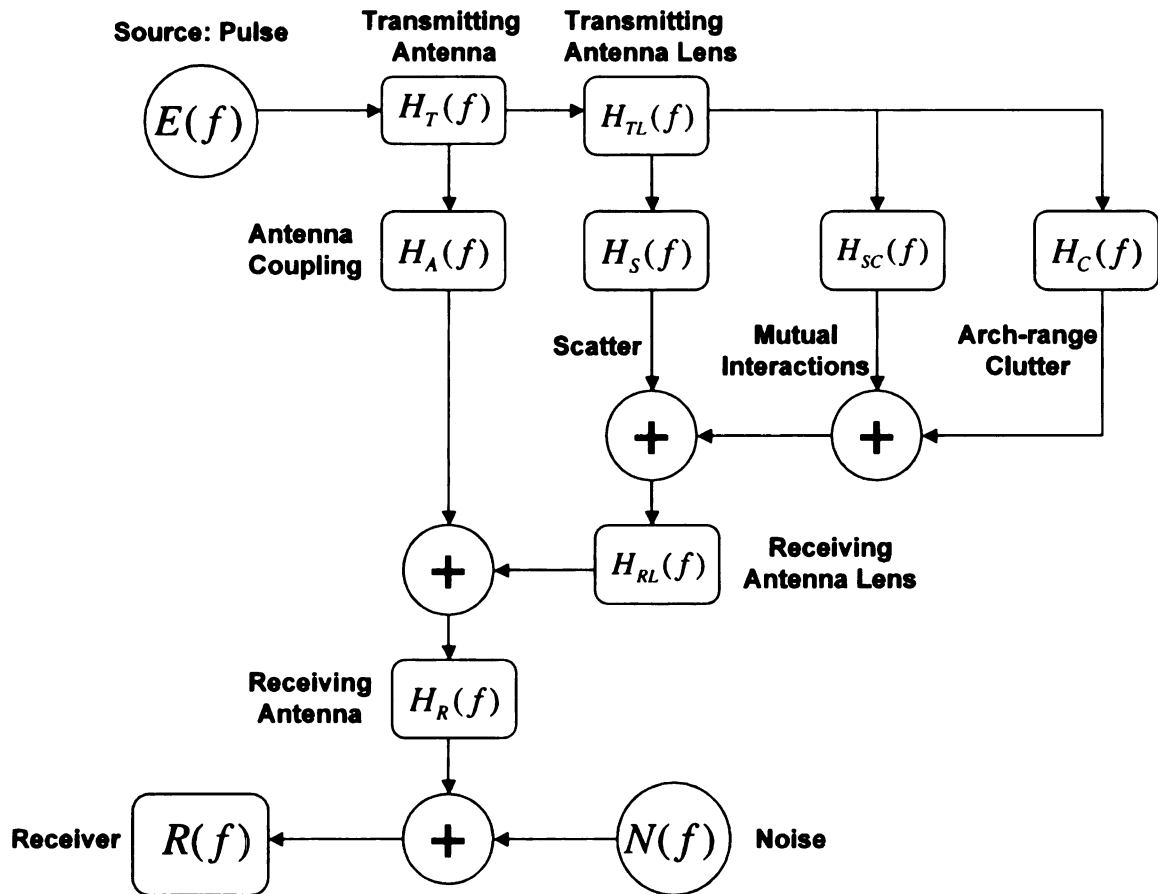 Source: Pulse
Transmitting
Antenna
Transmitting
Antenna Lens
E(f)
H_T(f)
H_TL(f)
Antenna
Coupling
H_A(f)
H_S(f)
H_SC(f)
H_C(f)
Scatter
Mutual
Interactions
Arch-range
Clutter
+
+
+
H_RL(f)
Receiving
Antenna Lens
Receiving
Antenna
H_R(f)
Receiver
R(f)
+
N(f)
Noise